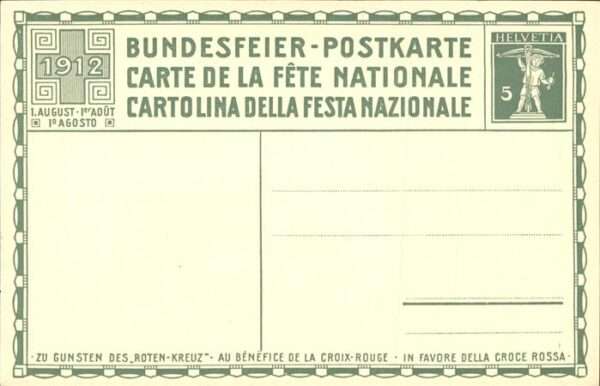 1912
1. AUGUST · 1er AOÛT
1º AGOSTO
BUNDESFEIER-POSTKARTE
CARTE DE LA FÊTE NATIONALE
CARTOLINA DELLA FESTA NAZIONALE
HELVETIA
5
· ZU GUNSTEN DES „ROTEN-KREUZ" · AU BÉNÉFICE DE LA CROIX-ROUGE · IN FAVORE DELLA CROCE ROSSA ·